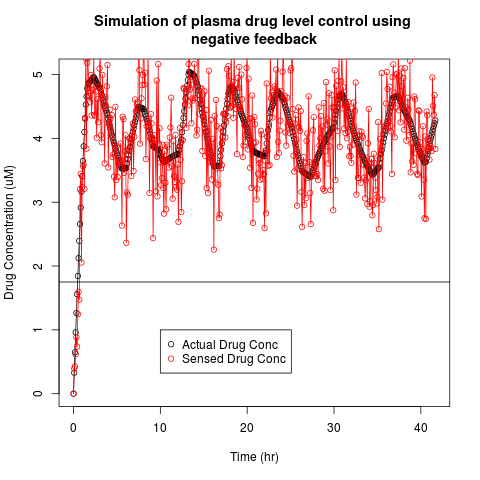 Simulation of plasma drug level control using
negative feedback
Drug Concentration (uM)
5
4
3
2
1
0
Actual Drug Conc
Sensed Drug Conc
0 10 20 30 40
Time (hr)